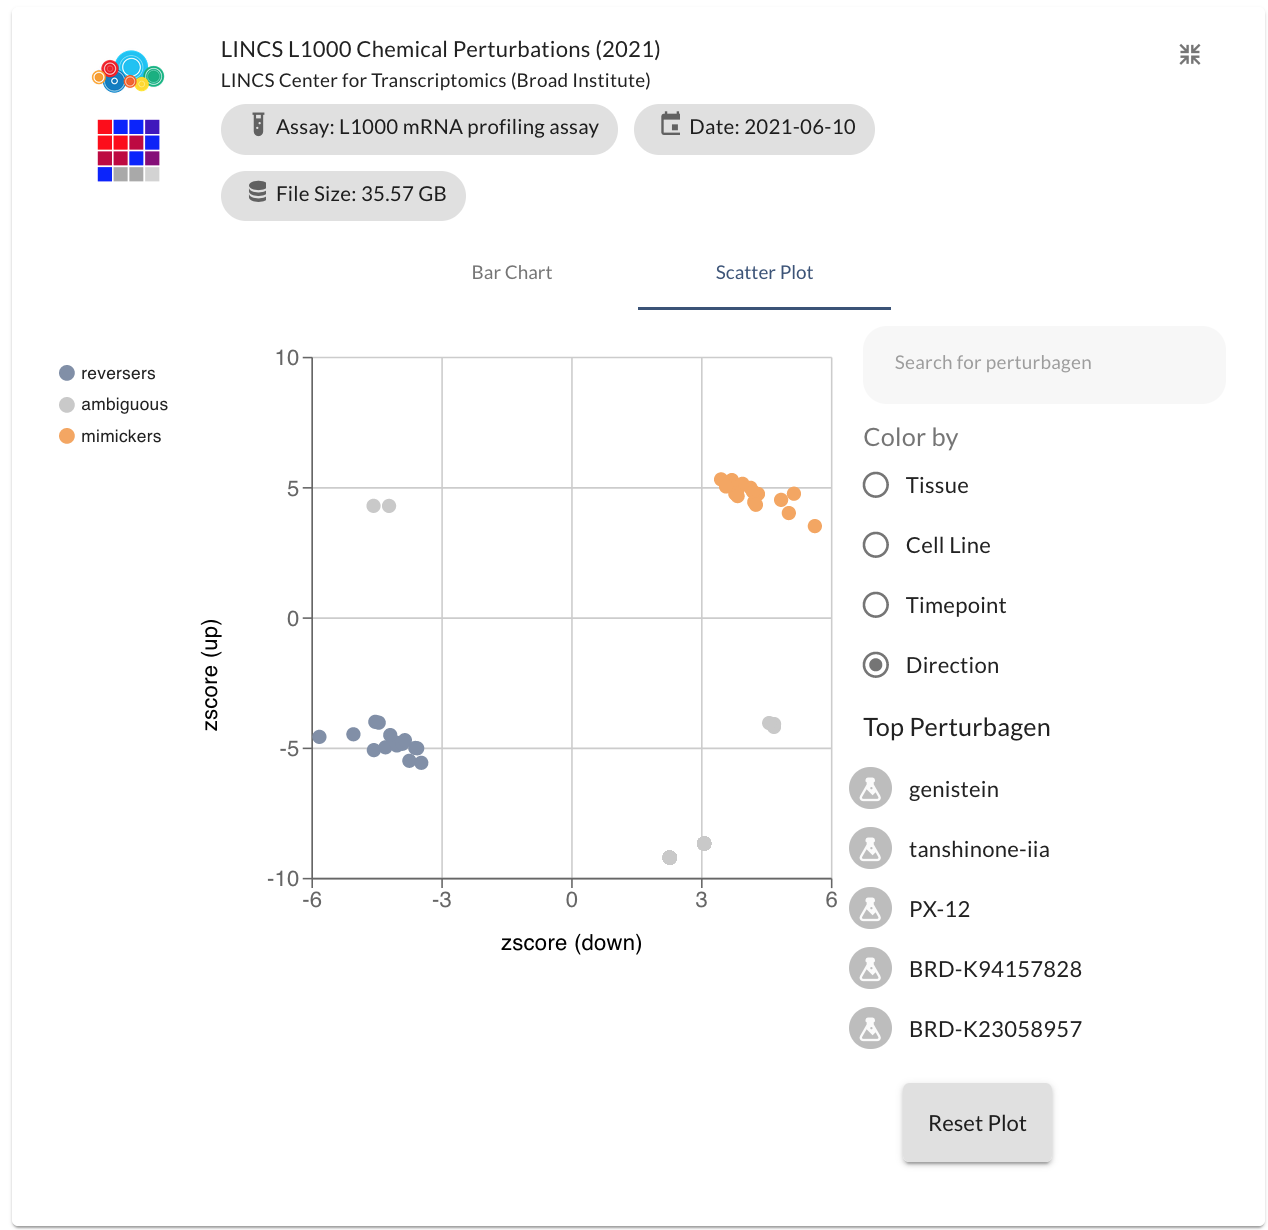 LINCS L1000 Chemical Perturbations (2021)
LINCS Center for Transcriptomics (Broad Institute)
Assay: L1000 mRNA profiling assay
Date: 2021-06-10
File Size: 35.57 GB
Bar Chart
Scatter Plot
reversers
ambiguous
mimickers
10
5
0
-5
-10
zscore (up)
-6
-3
0
3
6
zscore (down)
Search for perturbagen
Color by
Tissue
Cell Line
Timepoint
Direction
Top Perturbagen
genistein
tanshinone-iia
PX-12
BRD-K94157828
BRD-K23058957
Reset Plot